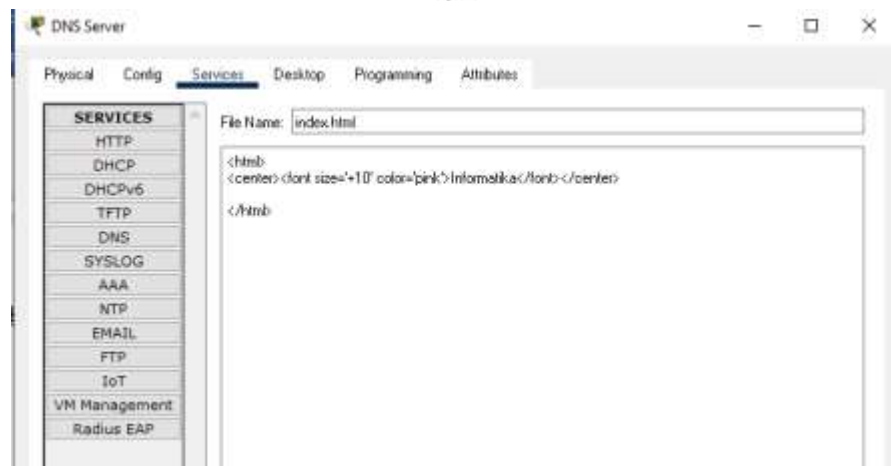 DNS Server
Physical Config Services Desktop Programming Attributes
SERVICES
HTTP
DHCP
DHCPv6
TFTP
DNS
SYSLOG
AAA
NTP
EMAIL
FTP
IoT
VM Management
Radius EAP
File Name: index.html
<html>
<center><font size='+10' color='pink'>Informatika</font></center>
</html>